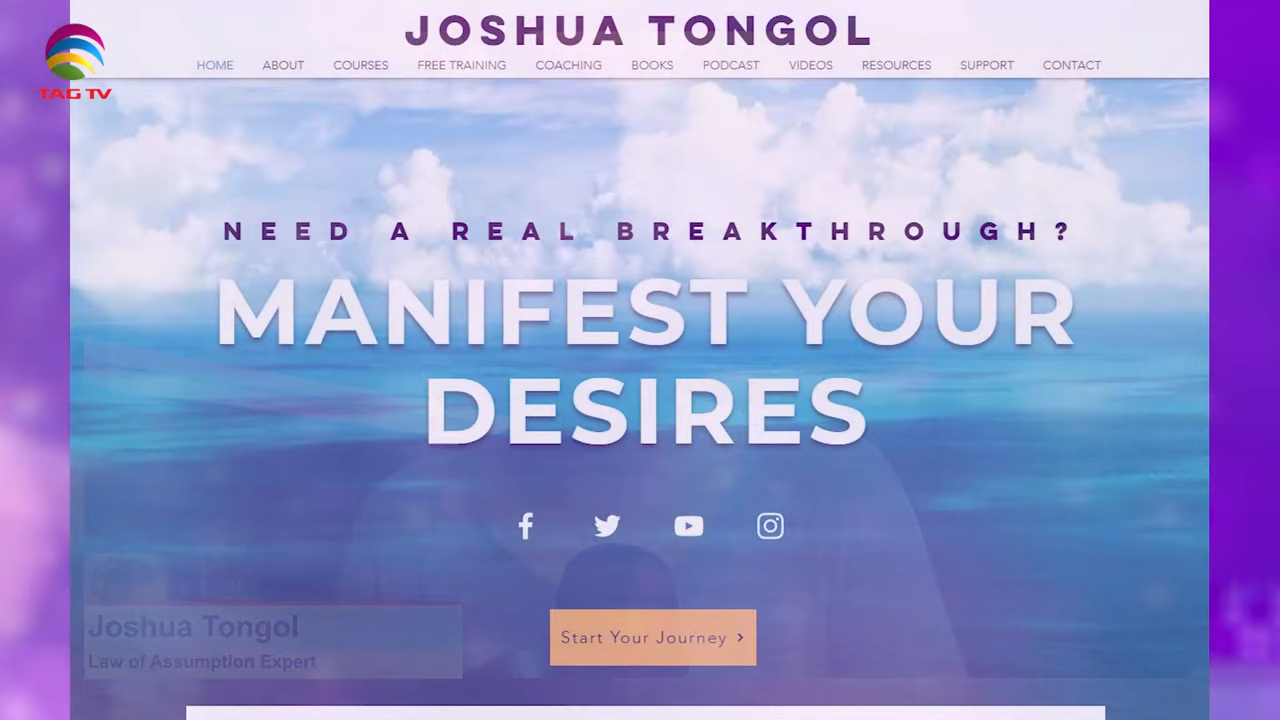 JOSHUA TONGOL
TAG TV
HOME ABOUT COURSES FREE TRAINING COACHING BOOKS PODCAST VIDEOS RESOURCES SUPPORT CONTACT
NEED A REAL BREAKTHROUGH?
MANIFEST YOUR
DESIRES
Joshua Tongol
Law of Assumption Expert
Start Your Journey